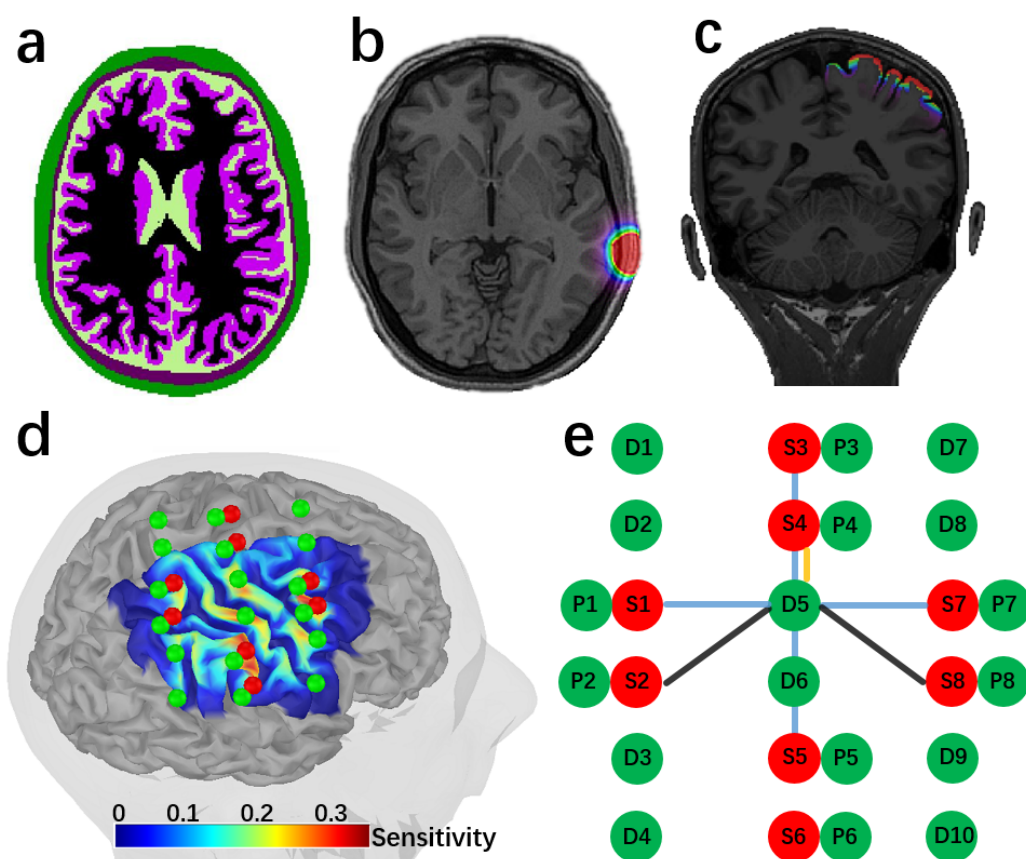 a
b
c
d
0 0.1 0.2 0.3
Sensitivity
e
D1 S3 P3 D7
D2 S4 P4 D8
P1 S1 D5 S7 P7
P2 S2 D6 S8 P8
D3 S5 P5 D9
D4 S6 P6 D10